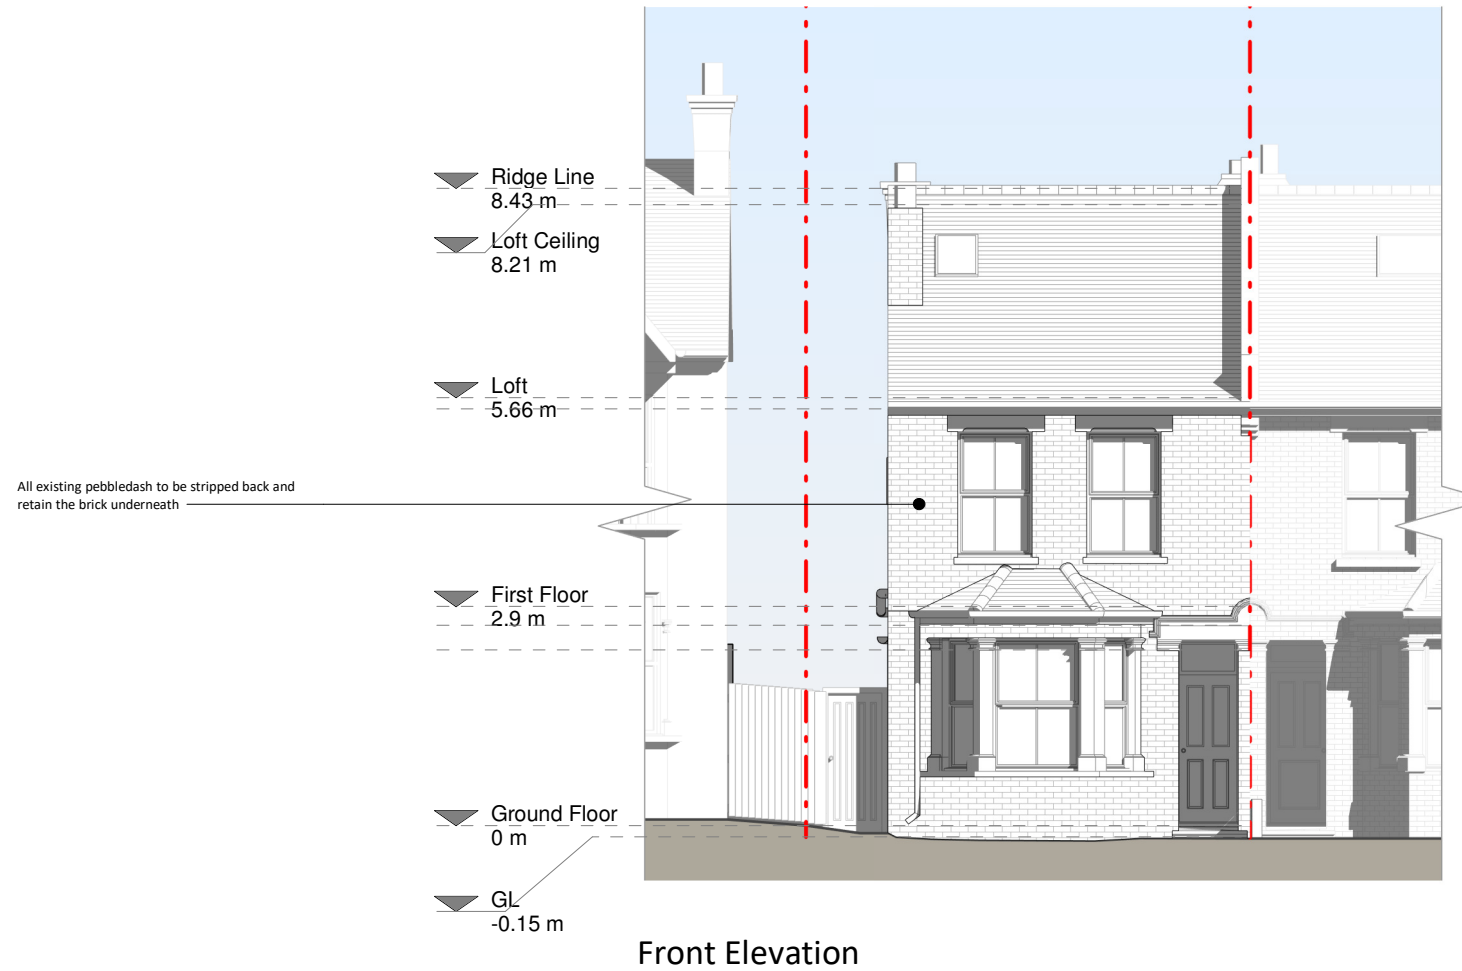 Ridge Line
8.43 m
Loft Ceiling
8.21 m
Loft
5.66 m
All existing pebbledash to be stripped back and
retain the brick underneath
First Floor
2.9 m
Ground Floor
0 m
GL
-0.15 m
Front Elevation